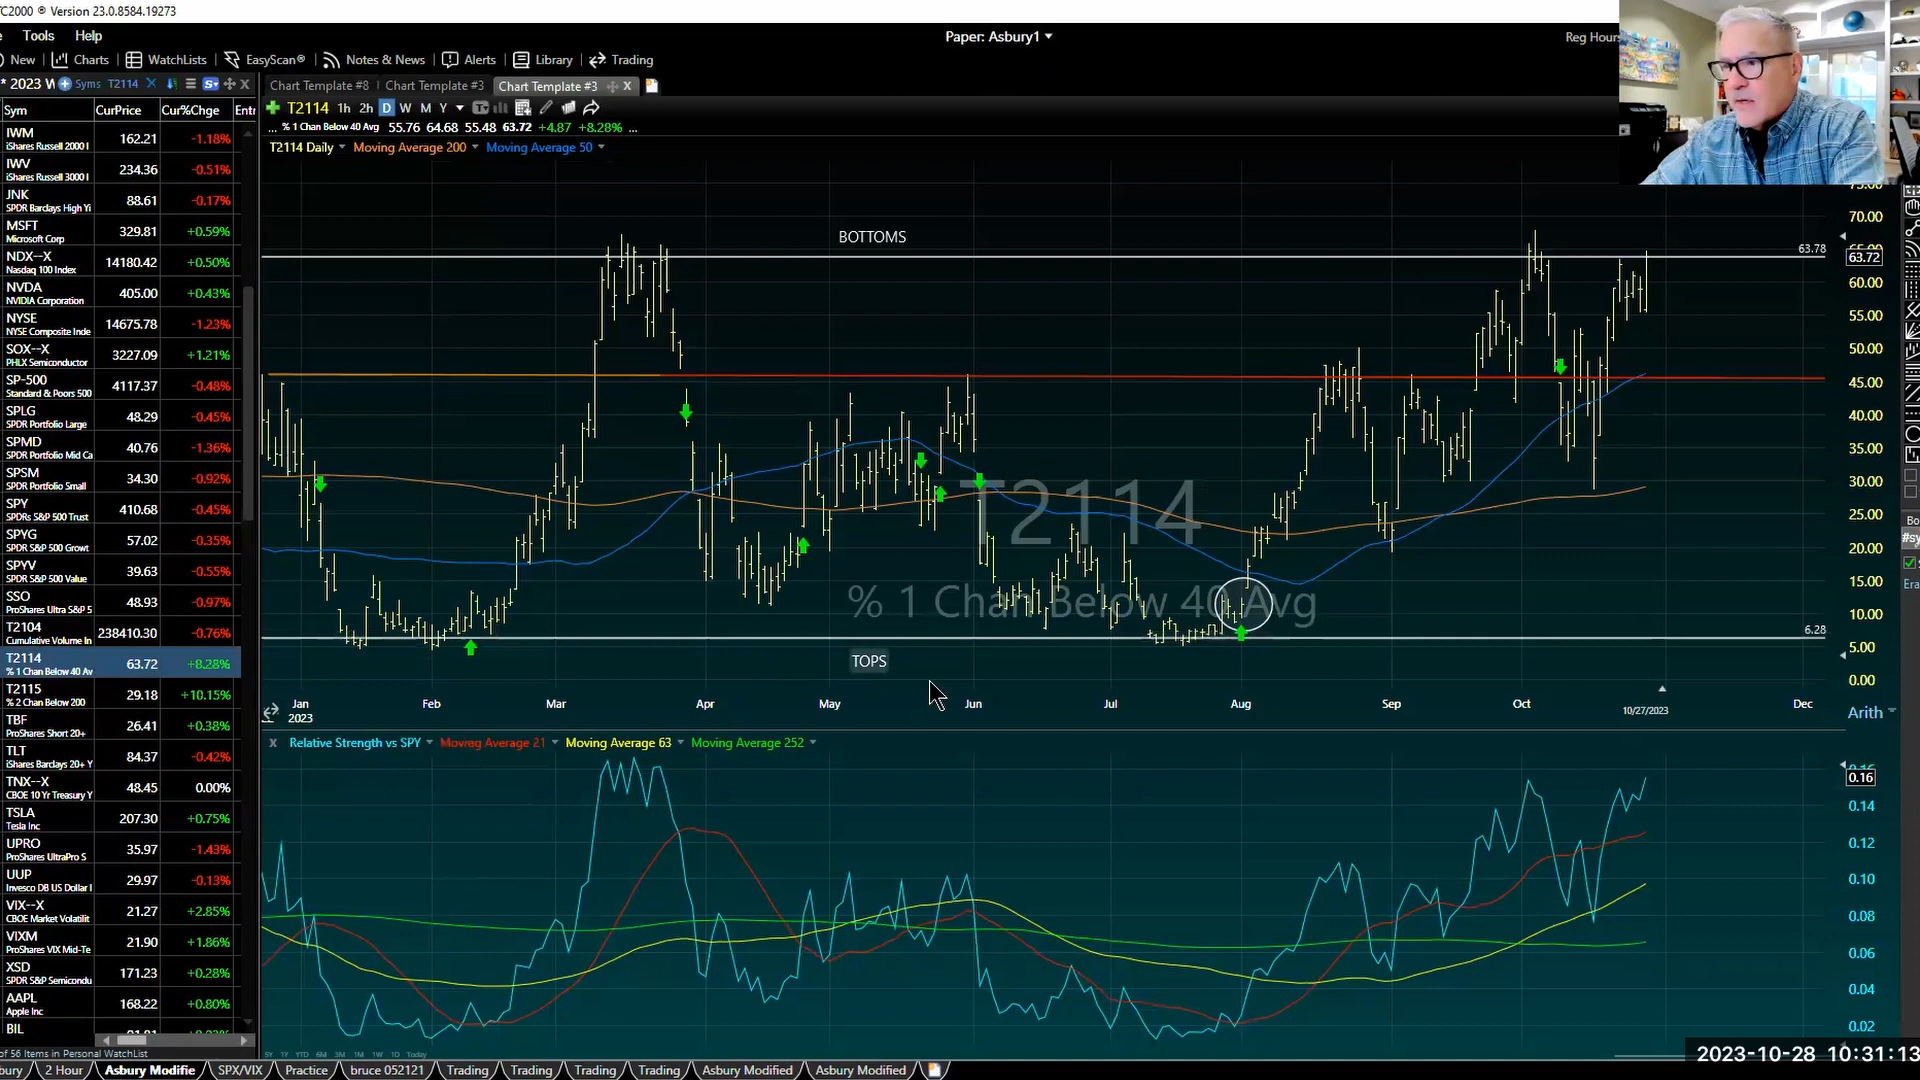 TC2000 ® Version 23.0.8584.19273
Tools Help
Paper: Asbury1
Reg Hours
New Charts WatchLists EasyScan® Notes & News Alerts Library Trading
* 2023 W Syms T2114
Chart Template #8 Chart Template #3 Chart Template #3 X
Sym CurPrice Cur%Chge Entr
T2114 1h 2h D W M Y
... % 1 Chan Below 40 Avg 55.76 64.68 55.48 63.72 +4.87 +8.28% ...
T2114 Daily Moving Average 200 Moving Average 50
IWM 162.21 -1.18%
iShares Russell 2000 I
IWV 234.36 -0.51%
iShares Russell 3000 I
JNK 88.61 -0.17%
SPDR Barclays High Yi
MSFT 329.81 +0.59%
Microsoft Corp
NDX--X 14180.42 +0.50%
Nasdaq 100 Index
NVDA 405.00 +0.43%
NVIDIA Corporation
NYSE 14675.78 -1.23%
NYSE Composite Inde
SOX--X 3227.09 +1.21%
PHLX Semiconductor
SP-500 4117.37 -0.48%
Standard & Poors 500
SPLG 48.29 -0.45%
SPDR Portfolio Large
SPMD 40.76 -1.36%
SPDR Portfolio Mid Ca
SPSM 34.30 -0.92%
SPDR Portfolio Small
SPY 410.68 -0.45%
SPDRs S&P 500 Trust
SPYG 57.02 -0.35%
SPDR S&P 500 Growt
SPYV 39.63 -0.55%
SPDR S&P 500 Value
SSO 48.93 -0.97%
ProShares Ultra S&P 5
T2104 238410.30 -0.76%
Cumulative Volume In
T2114 63.72 +8.28%
% 1 Chan Below 40 Av
T2115 29.18 +10.15%
% 2 Chan Below 200
TBF 26.41 +0.38%
ProShares Short 20+
TLT 84.37 -0.42%
iShares Barclays 20+ Y
TNX--X 48.45 0.00%
CBOE 10 Yr Treasury Y
TSLA 207.30 +0.75%
Tesla Inc
UPRO 35.97 -1.43%
ProShares UltraPro S
UUP 29.97 -0.13%
Invesco DB US Dollar I
VIX--X 21.27 +2.85%
CBOE Market Volatilit
VIXM 21.90 +1.86%
ProShares VIX Mid-Te
XSD 171.23 +0.28%
SPDR S&P Semicondu
AAPL 168.22 +0.80%
Apple Inc
BIL
of 56 Items in Personal WatchList
BOTTOMS
T2114
% 1 Chan Below 40 Avg
TOPS
75.00
70.00
63.78
63.72
60.00
55.00
50.00
45.00
40.00
35.00
30.00
25.00
20.00
15.00
10.00
6.28
5.00
0.00
Jan Feb Mar Apr May Jun Jul Aug Sep Oct 10/27/2023 Dec
2023
Arith
X Relative Strength vs SPY Moving Average 21 Moving Average 63 Moving Average 252
0.16
0.14
0.12
0.10
0.08
0.06
0.04
0.02
5Y 1Y YTD 6M 3M 1M 1W 1D Today
2023-10-28 10:31:13
bury 2 Hour Asbury Modifie SPX/VIX Practice bruce 052121 Trading Trading Trading Trading Asbury Modified Asbury Modified